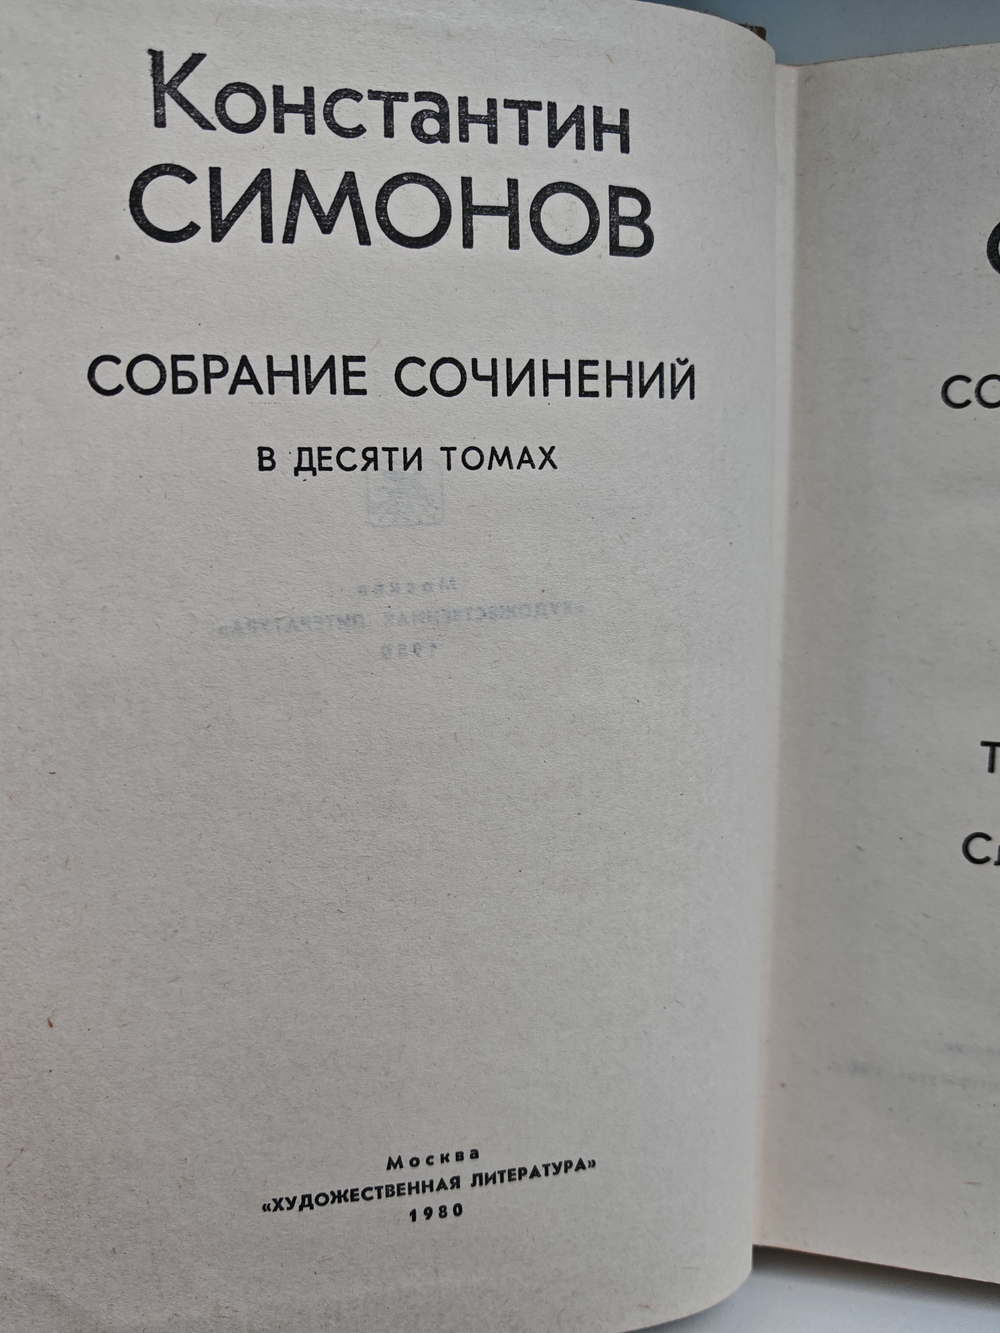 Константин
СИМОНОВ
СОБРАНИЕ СОЧИНЕНИЙ
В ДЕСЯТИ ТОМАХ
Москва
«ХУДОЖЕСТВЕННАЯ ЛИТЕРАТУРА»
1980